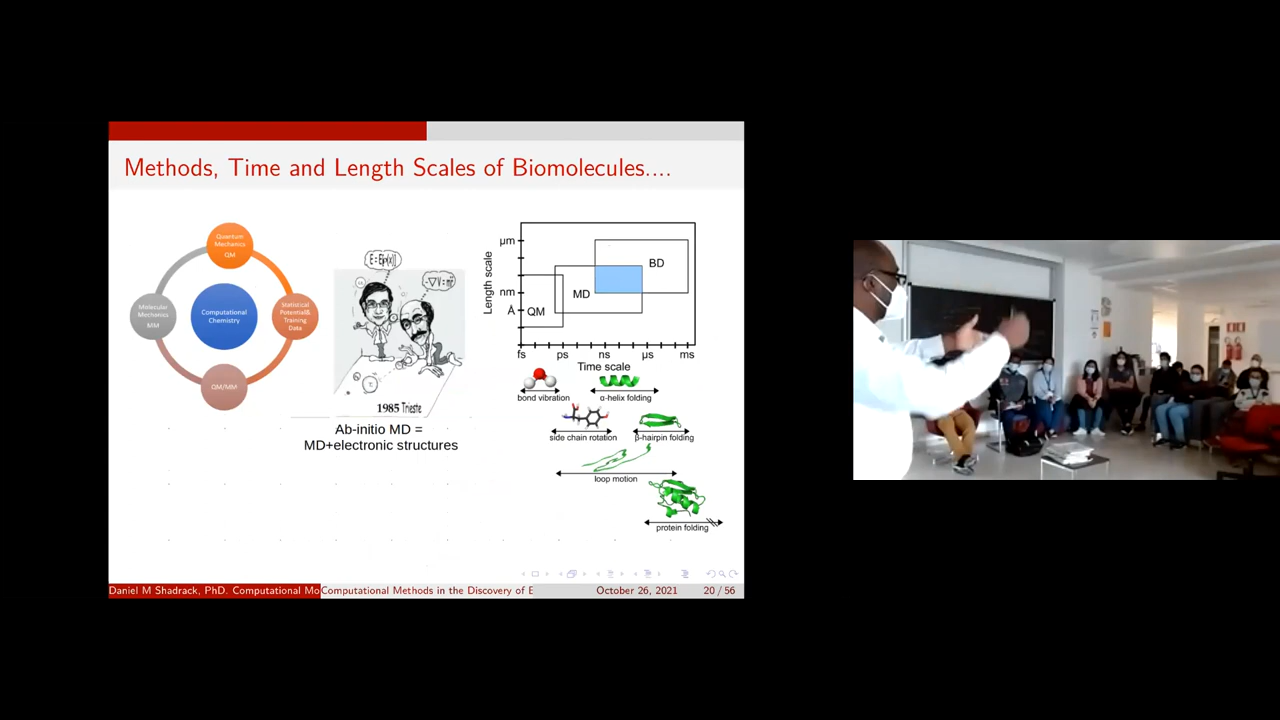 Methods, Time and Length Scales of Biomolecules....
Quantum
Mechanics
QM
Molecular
Mechanics
MM
Computational
Chemistry
Statistical
Potential&
Training
Data
QM/MM
1985 Trieste
Ab-initio MD =
MD+electronic structures
Length scale
μm
nm
Å
QM
MD
BD
fs
ps
ns
μs
ms
Time scale
bond vibration
α-helix folding
side chain rotation
β-hairpin folding
loop motion
protein folding
Daniel M Shadrack, PhD. Computational Mo
Computational Methods in the Discovery of
October 26, 2021
20 / 56